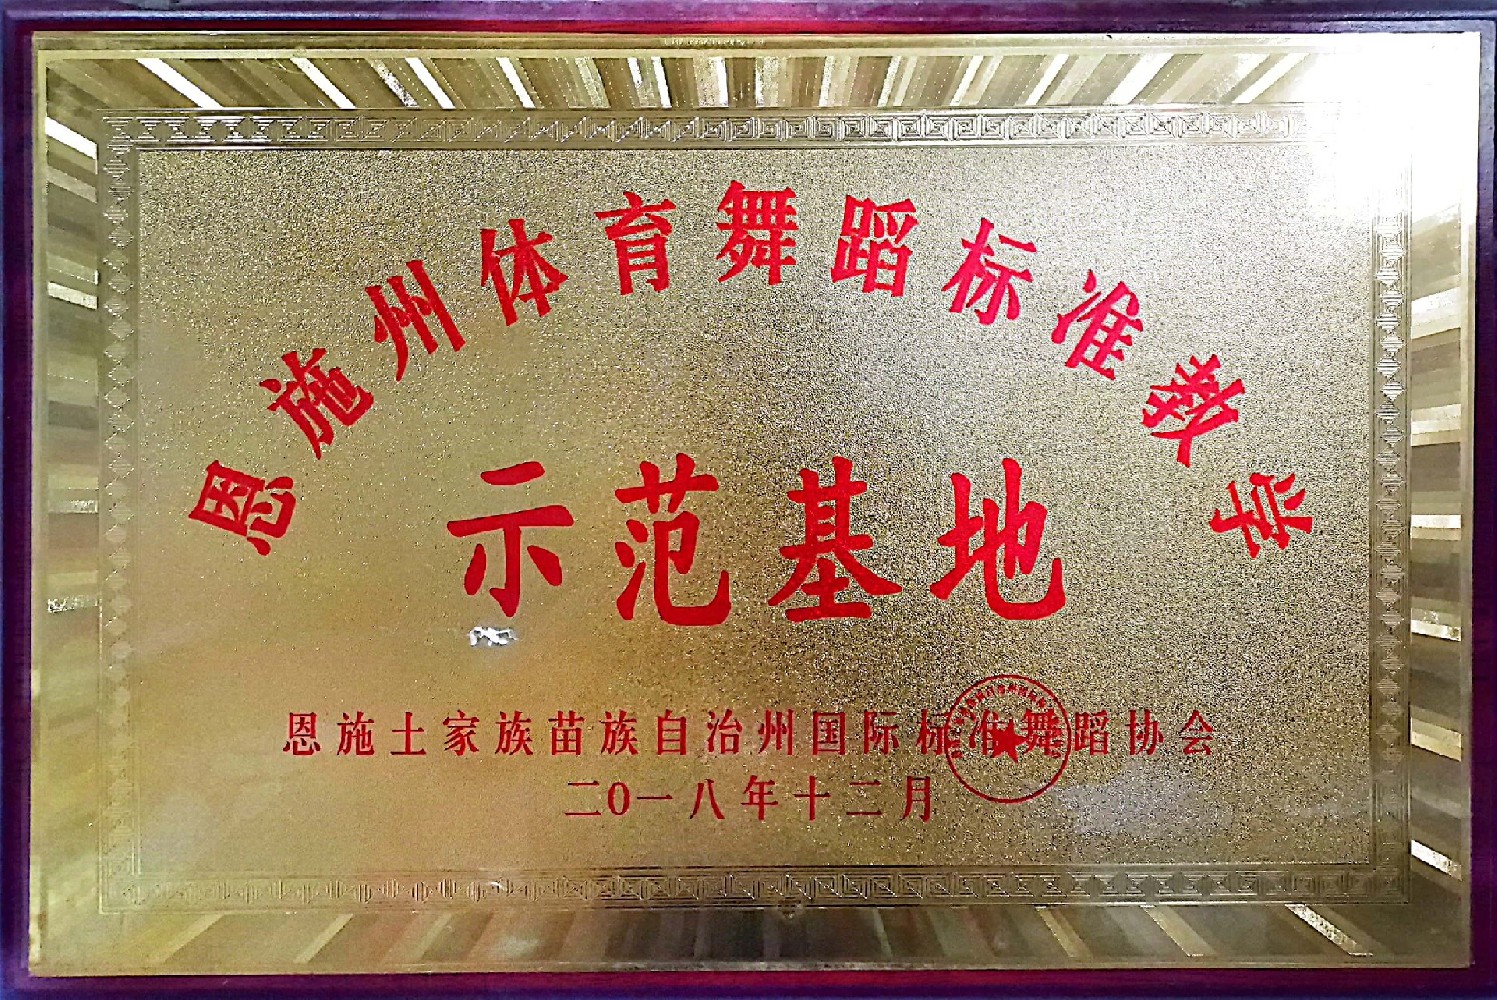 恩施州体育舞蹈标准教学
示范基地
恩施土家族苗族自治州国际标准舞蹈协会
二0一八年十二月